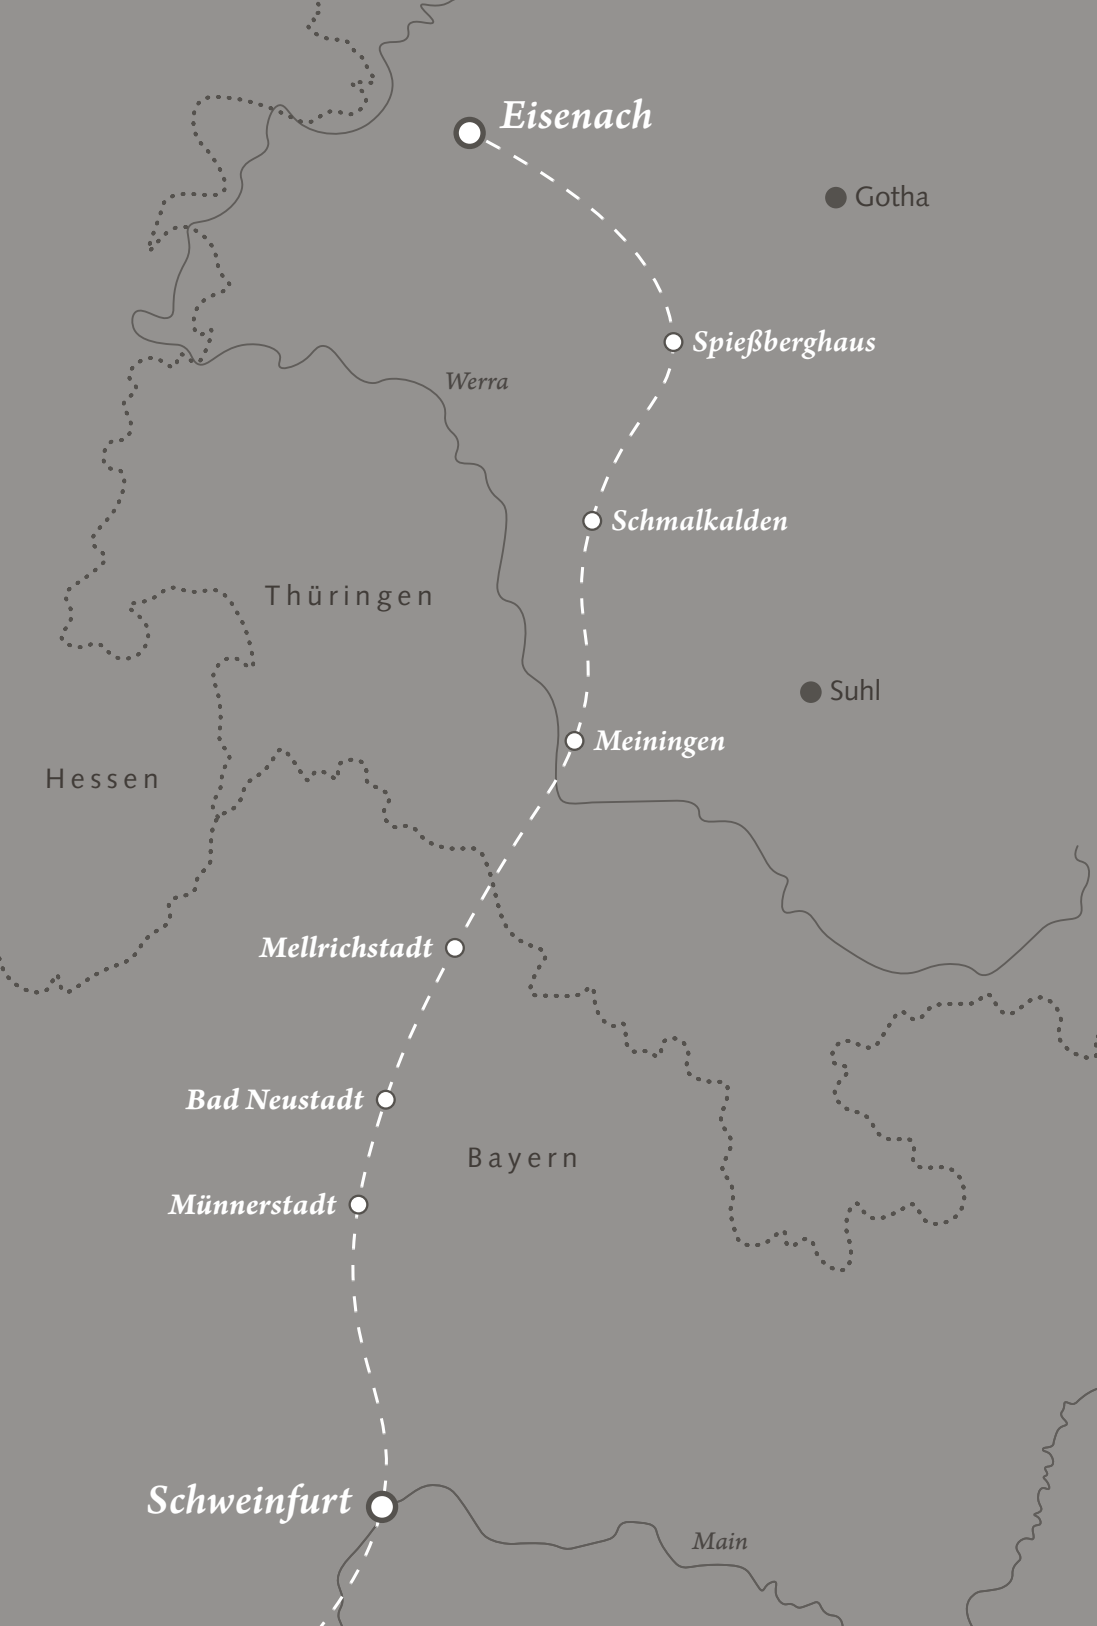 Eisenach
Gotha
Spießberghaus
Werra
Schmalkalden
Thüringen
Suhl
Meiningen
Hessen
Mellrichstadt
Bad Neustadt
Bayern
Münnerstadt
Schweinfurt
Main